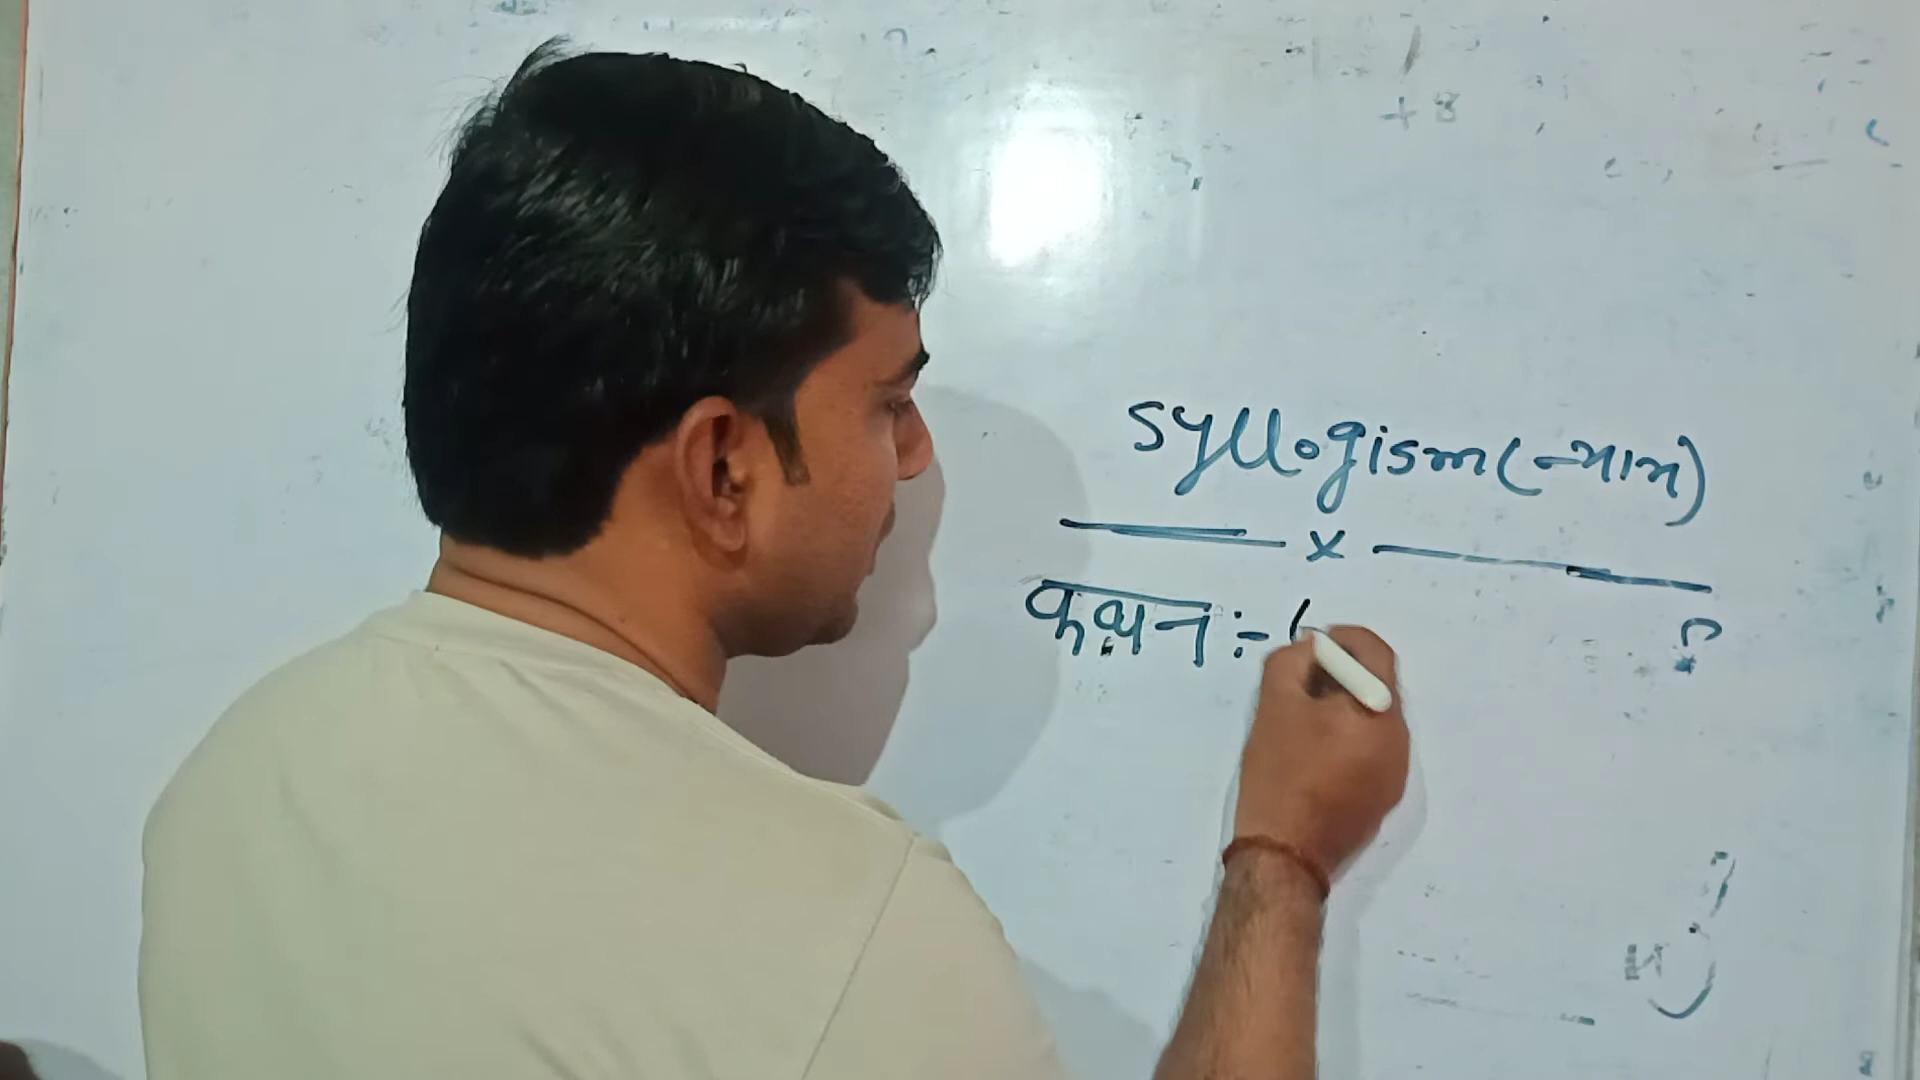 Syllogism (न्याय)
x
कथन :- (